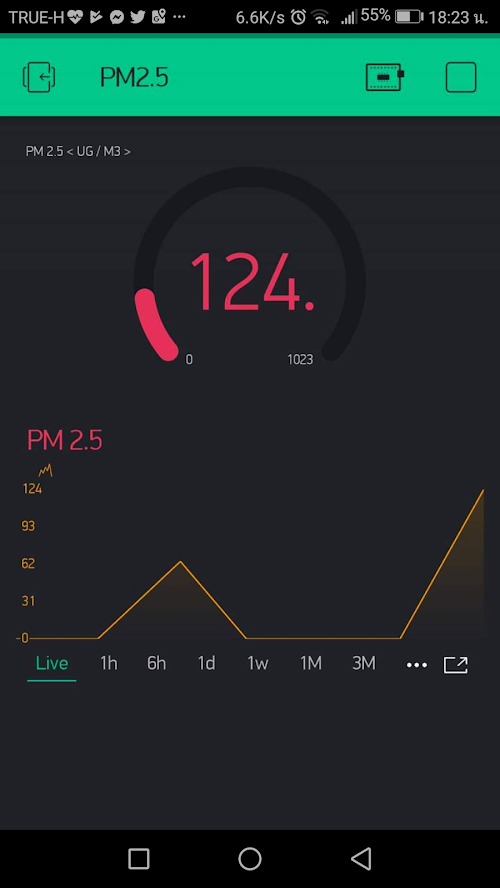 TRUE-H ... 6.6K/s 55% 18:23 น.
PM2.5
PM 2.5 < UG / M3 >
124.
0 1023
PM 2.5
124
93
62
31
-0
Live 1h 6h 1d 1w 1M 3M ...